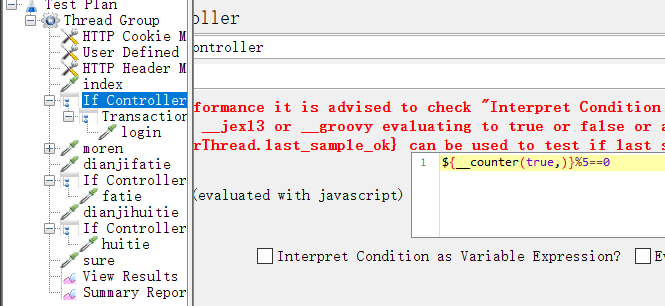 Test Plan
Thread Group
HTTP Cookie M
User Defined
HTTP Header M
index
If Controller
Transaction
login
moren
dianjifatie
If Controller
fatie
dianjihuitie
If Controller
huitie
sure
View Results
Summary Repor
oller
ontroller
formance it is advised to check "Interpret Condition
__jex13 or __groovy evaluating to true or false or a
rThread.last_sample_ok} can be used to test if last s
(evaluated with javascript)
1 ${__counter(true,)}%5==0
Interpret Condition as Variable Expression?
Ev